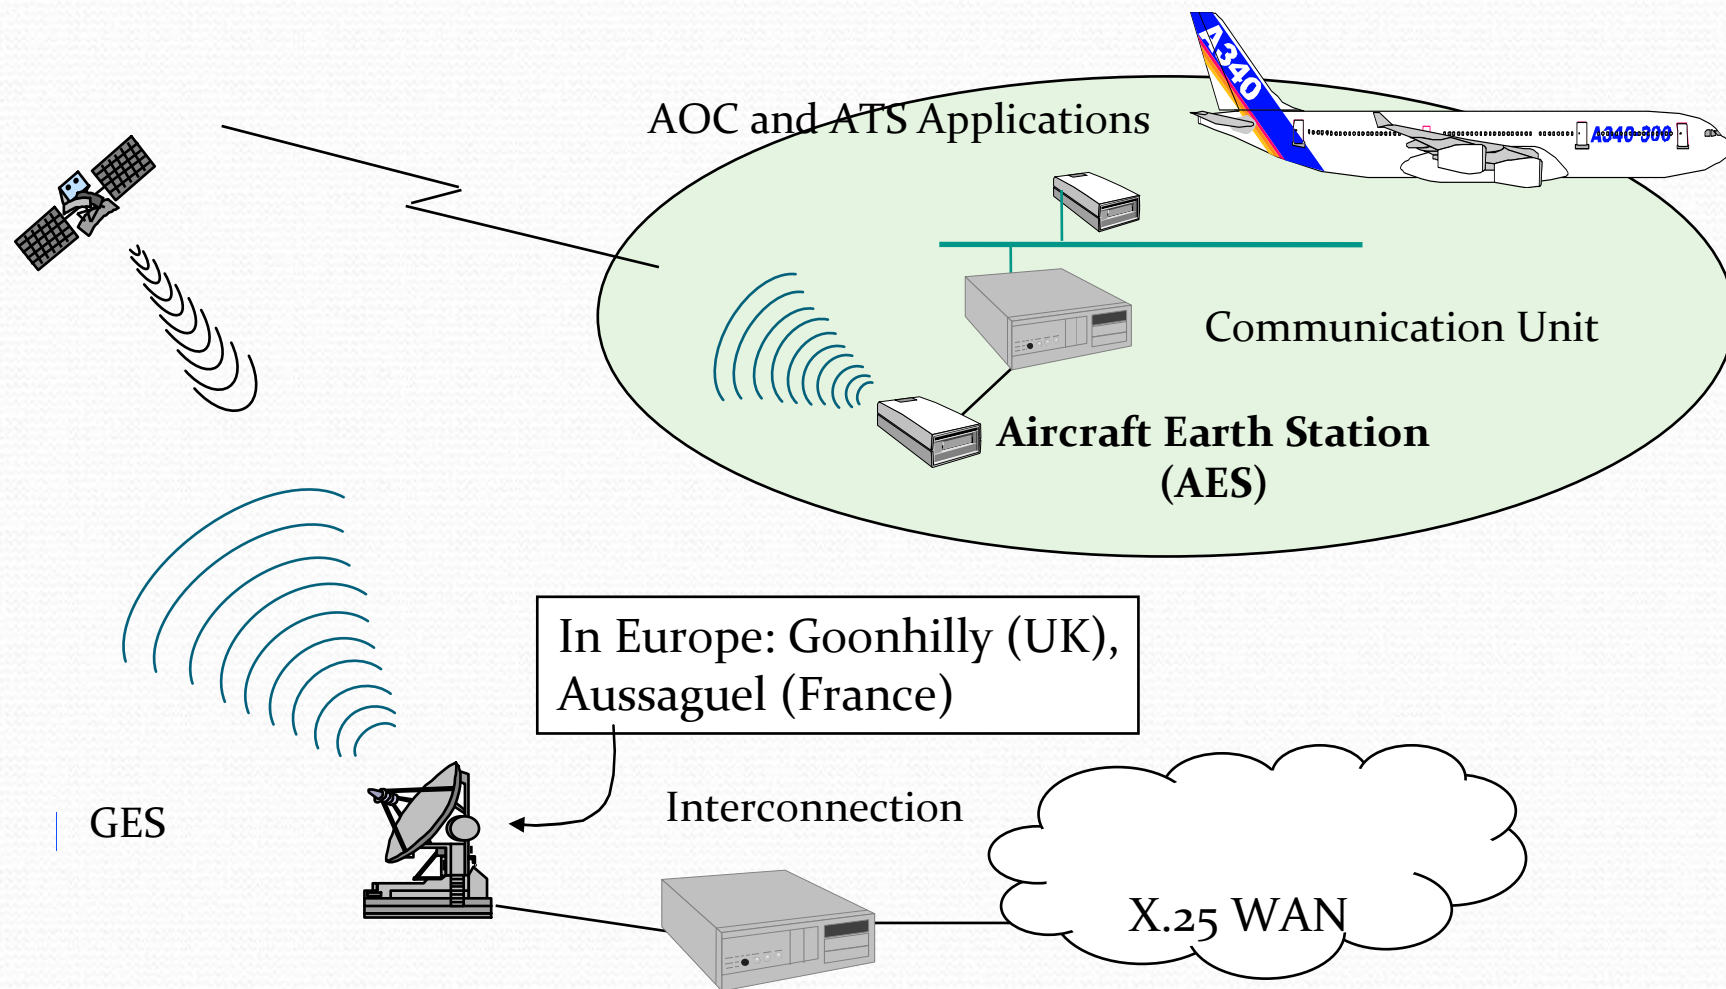 A340
AOC and ATS Applications
A340-300
Communication Unit
Aircraft Earth Station
(AES)
In Europe: Goonhilly (UK),
Aussaguel (France)
GES
Interconnection
X.25 WAN